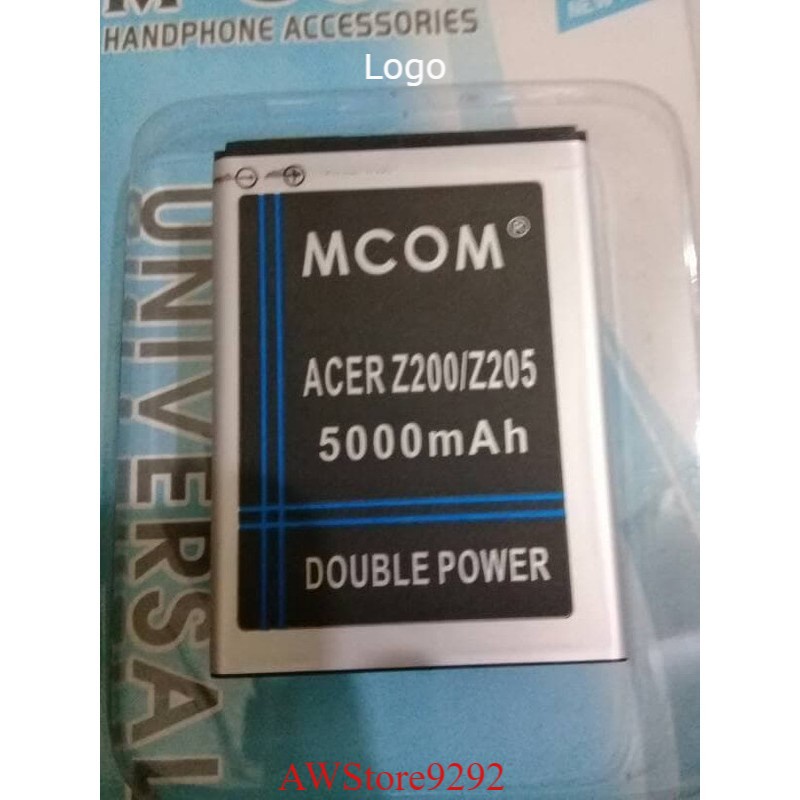 HANDPHONE ACCESSORIES
Logo
UNIVERSAL
MCOM®
ACER Z200/Z205
5000mAh
DOUBLE POWER
AWStore9292